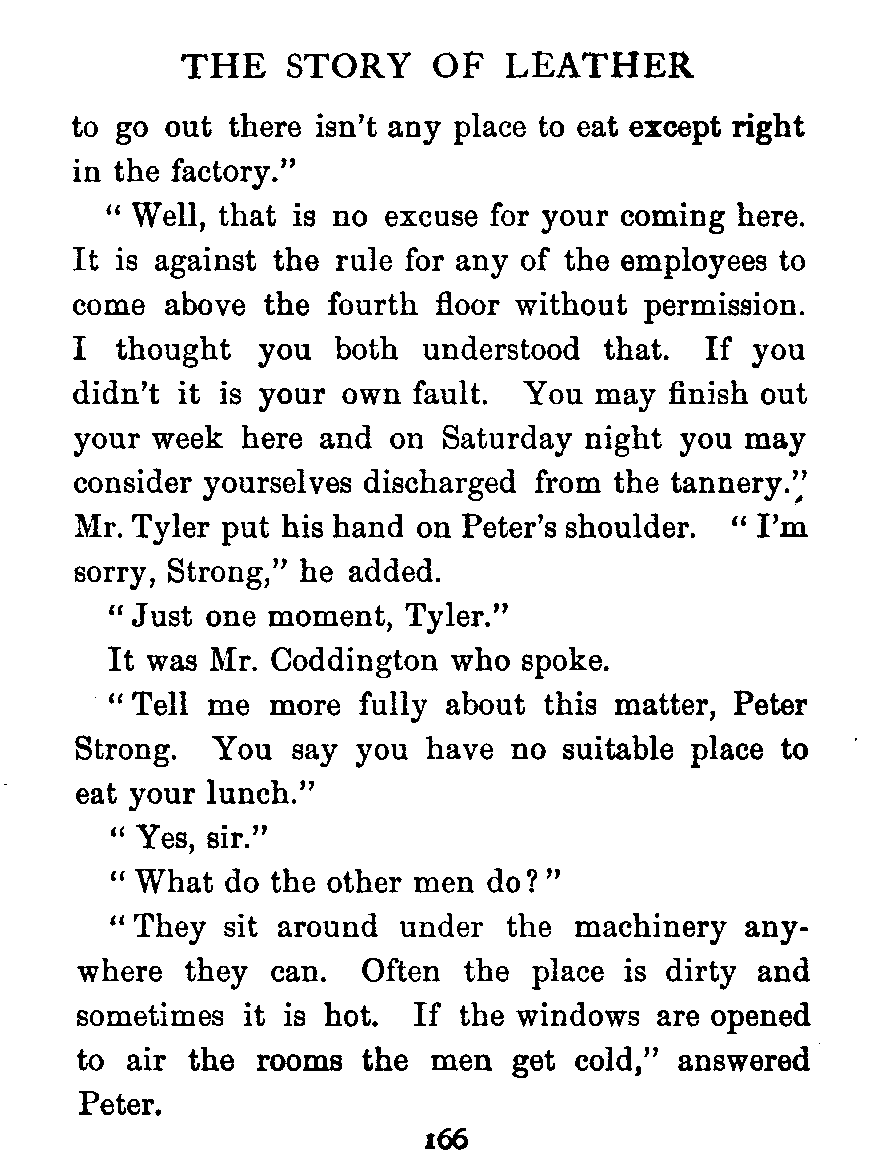 THE STORY OF LEATHER
to go out there isn't any place to eat except right
in the factory."
" Well, that is no excuse for your coming here.
It is against the rule for any of the employees to
come above the fourth floor without permission.
I thought you both understood that. If you
didn't it is your own fault. You may finish out
your week here and on Saturday night you may
consider yourselves discharged from the tannery."
Mr. Tyler put his hand on Peter's shoulder. " I'm
sorry, Strong," he added.
" Just one moment, Tyler."
It was Mr. Coddington who spoke.
" Tell me more fully about this matter, Peter
Strong. You say you have no suitable place to
eat your lunch."
" Yes, sir."
" What do the other men do ? "
" They sit around under the machinery any-
where they can. Often the place is dirty and
sometimes it is hot. If the windows are opened
to air the rooms the men get cold," answered
Peter.
166